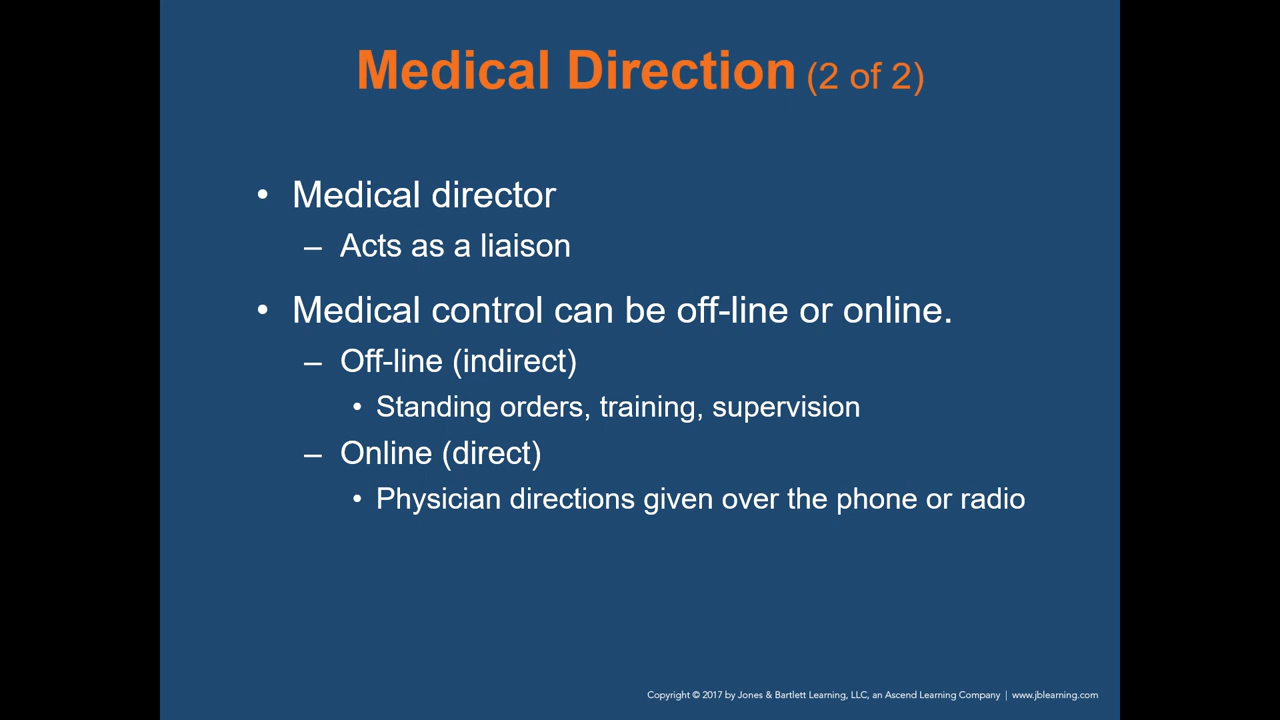 Medical Direction (2 of 2)
• Medical director
– Acts as a liaison
• Medical control can be off-line or online.
– Off-line (indirect)
• Standing orders, training, supervision
– Online (direct)
• Physician directions given over the phone or radio
Copyright © 2017 by Jones & Bartlett Learning, LLC, an Ascend Learning Company | www.jblearning.com